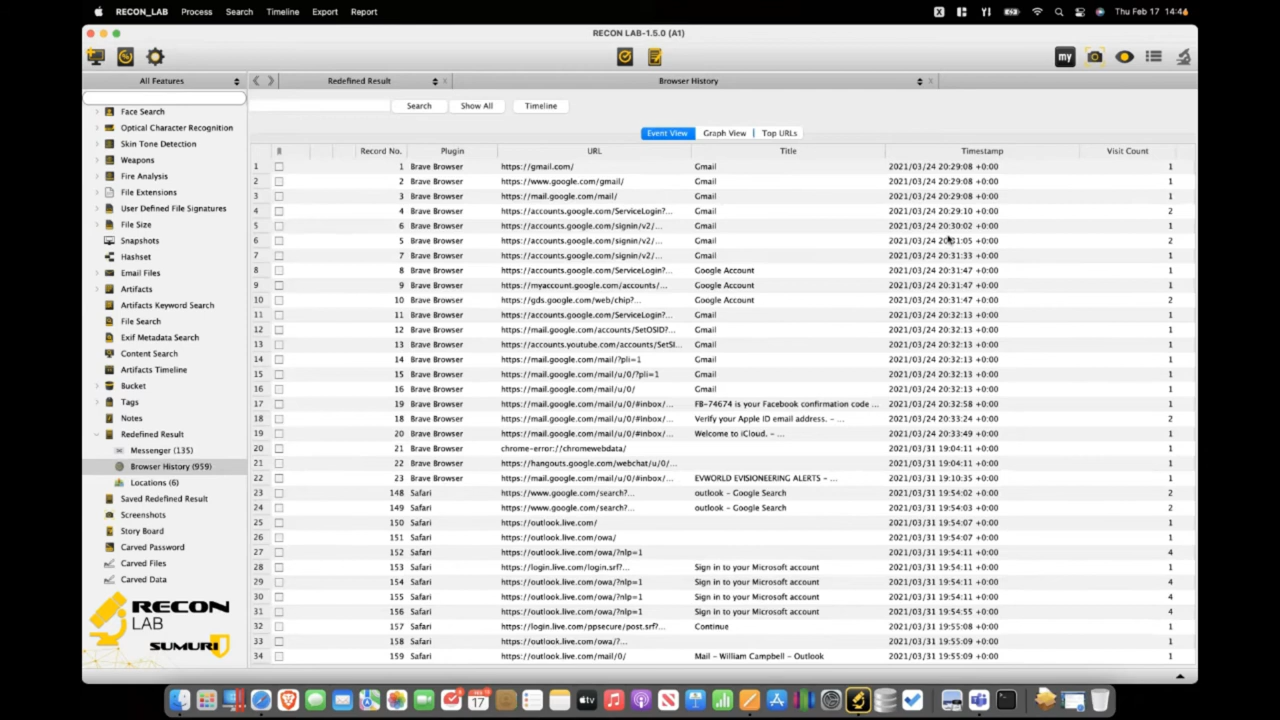 RECON_LAB Process Search Timeline Export Report Thu Feb 17 14:4
RECON LAB-1.5.0 (A1)
my
All Features Redefined Result Browser History
Search Show All Timeline
Event View Graph View Top URLs
Face Search
Optical Character Recognition
Skin Tone Detection
Weapons
Fire Analysis
File Extensions
User Defined File Signatures
File Size
Snapshots
Hashset
Email Files
Artifacts
Artifacts Keyword Search
File Search
Exif Metadata Search
Content Search
Artifacts Timeline
Bucket
Tags
Notes
Redefined Result
Messenger (135)
Browser History (959)
Locations (6)
Saved Redefined Result
Screenshots
Story Board
Carved Password
Carved Files
Carved Data
RECON
LAB
SUMURI
Record No. Plugin URL Title Timestamp Visit Count
1 1 Brave Browser https://gmail.com/ Gmail 2021/03/24 20:29:08 +0:00 1
2 2 Brave Browser https://www.google.com/gmail/ Gmail 2021/03/24 20:29:08 +0:00 1
3 3 Brave Browser https://mail.google.com/mail/ Gmail 2021/03/24 20:29:08 +0:00 1
4 4 Brave Browser https://accounts.google.com/ServiceLogin?... Gmail 2021/03/24 20:29:10 +0:00 2
5 6 Brave Browser https://accounts.google.com/signin/v2/... Gmail 2021/03/24 20:30:02 +0:00 1
6 5 Brave Browser https://accounts.google.com/signin/v2/... Gmail 2021/03/24 20:31:05 +0:00 2
7 7 Brave Browser https://accounts.google.com/signin/v2/... Gmail 2021/03/24 20:31:33 +0:00 1
8 8 Brave Browser https://accounts.google.com/ServiceLogin?... Google Account 2021/03/24 20:31:47 +0:00 1
9 9 Brave Browser https://myaccount.google.com/accounts/... Google Account 2021/03/24 20:31:47 +0:00 1
10 10 Brave Browser https://gds.google.com/web/chip?... Google Account 2021/03/24 20:31:47 +0:00 2
11 11 Brave Browser https://accounts.google.com/ServiceLogin?... Gmail 2021/03/24 20:32:13 +0:00 1
12 12 Brave Browser https://mail.google.com/accounts/SetOSID?... Gmail 2021/03/24 20:32:13 +0:00 1
13 13 Brave Browser https://accounts.youtube.com/accounts/SetSI... Gmail 2021/03/24 20:32:13 +0:00 1
14 14 Brave Browser https://mail.google.com/mail/?pli=1 Gmail 2021/03/24 20:32:13 +0:00 1
15 15 Brave Browser https://mail.google.com/mail/u/0/?pli=1 Gmail 2021/03/24 20:32:13 +0:00 1
16 16 Brave Browser https://mail.google.com/mail/u/0/ Gmail 2021/03/24 20:32:13 +0:00 1
17 19 Brave Browser https://mail.google.com/mail/u/0/#inbox/... FB-74674 is your Facebook confirmation code ... 2021/03/24 20:32:58 +0:00 1
18 18 Brave Browser https://mail.google.com/mail/u/0/#inbox/... Verify your Apple ID email address. - ... 2021/03/24 20:33:24 +0:00 2
19 20 Brave Browser https://mail.google.com/mail/u/0/#inbox/... Welcome to iCloud. - ... 2021/03/24 20:33:49 +0:00 1
20 21 Brave Browser chrome-error://chromewebdata/ 2021/03/31 19:04:11 +0:00 1
21 22 Brave Browser https://hangouts.google.com/webchat/u/0/... 2021/03/31 19:04:11 +0:00 1
22 23 Brave Browser https://mail.google.com/mail/u/0/#inbox/... EVWORLD EVISIONEERING ALERTS - ... 2021/03/31 19:10:35 +0:00 1
23 148 Safari https://www.google.com/search?... outlook - Google Search 2021/03/31 19:54:02 +0:00 2
24 149 Safari https://www.google.com/search?... outlook - Google Search 2021/03/31 19:54:03 +0:00 2
25 150 Safari https://outlook.live.com/ 2021/03/31 19:54:07 +0:00 1
26 151 Safari https://outlook.live.com/owa/ 2021/03/31 19:54:07 +0:00 1
27 152 Safari https://outlook.live.com/owa/?nlp=1 2021/03/31 19:54:11 +0:00 4
28 153 Safari https://login.live.com/login.srf?... Sign in to your Microsoft account 2021/03/31 19:54:11 +0:00 1
29 154 Safari https://outlook.live.com/owa/?nlp=1 Sign in to your Microsoft account 2021/03/31 19:54:11 +0:00 4
30 155 Safari https://outlook.live.com/owa/?nlp=1 Sign in to your Microsoft account 2021/03/31 19:54:11 +0:00 4
31 156 Safari https://outlook.live.com/owa/?nlp=1 Sign in to your Microsoft account 2021/03/31 19:54:55 +0:00 4
32 157 Safari https://login.live.com/ppsecure/post.srf?... Continue 2021/03/31 19:55:08 +0:00 1
33 158 Safari https://outlook.live.com/owa/?... 2021/03/31 19:55:09 +0:00 1
34 159 Safari https://outlook.live.com/mail/0/ Mail - William Campbell - Outlook 2021/03/31 19:55:09 +0:00 1
17